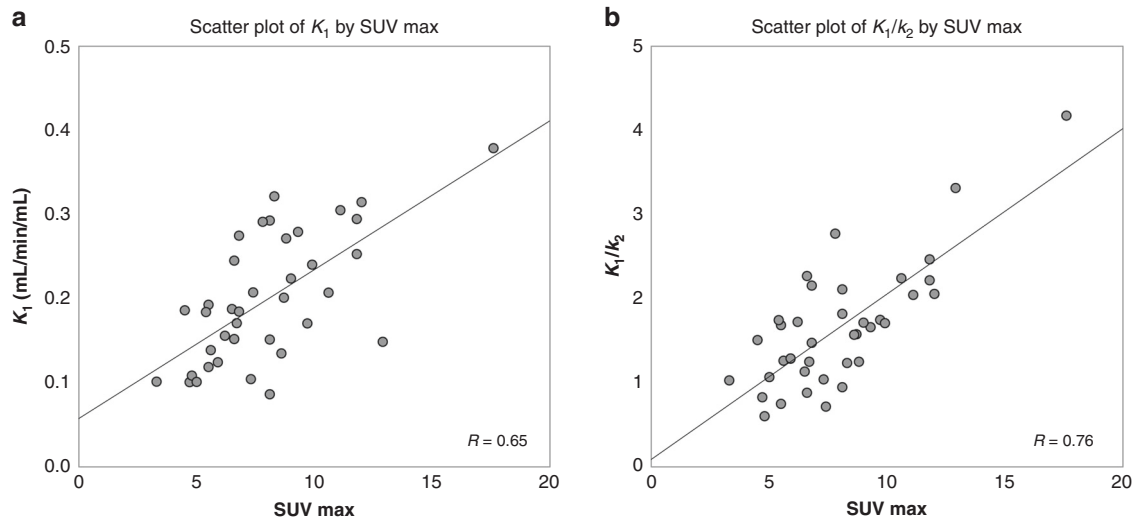 a
Scatter plot of K1 by SUV max
0.5
0.4
0.3
0.2
0.1
0.0
K1 (mL/min/mL)
R = 0.65
0 5 10 15 20
SUV max
b
Scatter plot of K1/k2 by SUV max
5
4
3
2
1
0
K1/k2
R = 0.76
0 5 10 15 20
SUV max